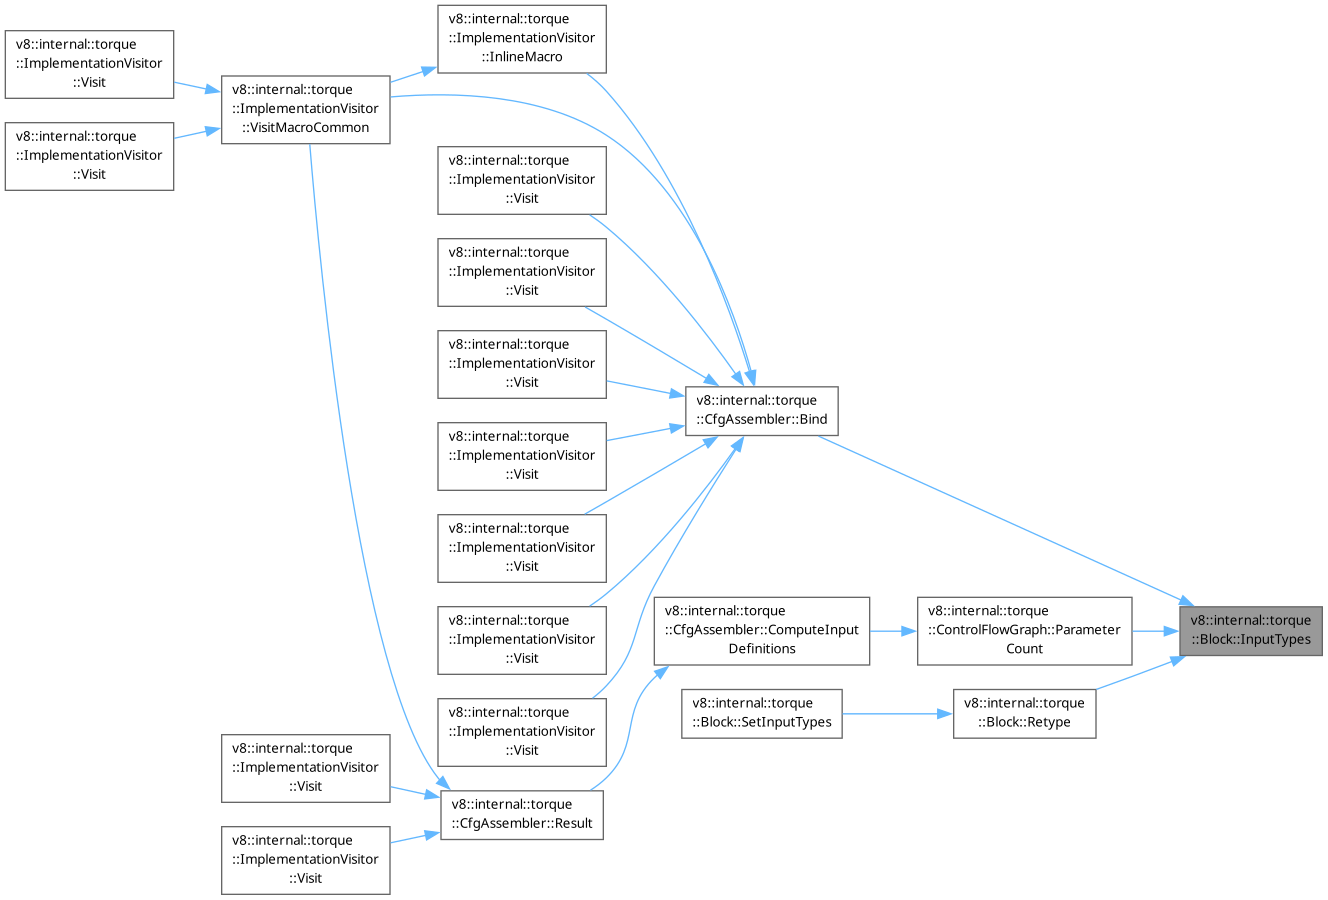 v8::internal::torque
::ImplementationVisitor
::InlineMacro
v8::internal::torque
::ImplementationVisitor
::Visit
v8::internal::torque
::ImplementationVisitor
::VisitMacroCommon
v8::internal::torque
::ImplementationVisitor
::Visit
v8::internal::torque
::ImplementationVisitor
::Visit
v8::internal::torque
::ImplementationVisitor
::Visit
v8::internal::torque
::ImplementationVisitor
::Visit
v8::internal::torque
::CfgAssembler::Bind
v8::internal::torque
::ImplementationVisitor
::Visit
v8::internal::torque
::ImplementationVisitor
::Visit
v8::internal::torque
::ImplementationVisitor
::Visit
v8::internal::torque
::CfgAssembler::ComputeInput
Definitions
v8::internal::torque
::ControlFlowGraph::Parameter
Count
v8::internal::torque
::Block::InputTypes
v8::internal::torque
::Block::SetInputTypes
v8::internal::torque
::Block::Retype
v8::internal::torque
::ImplementationVisitor
::Visit
v8::internal::torque
::ImplementationVisitor
::Visit
v8::internal::torque
::CfgAssembler::Result
v8::internal::torque
::ImplementationVisitor
::Visit